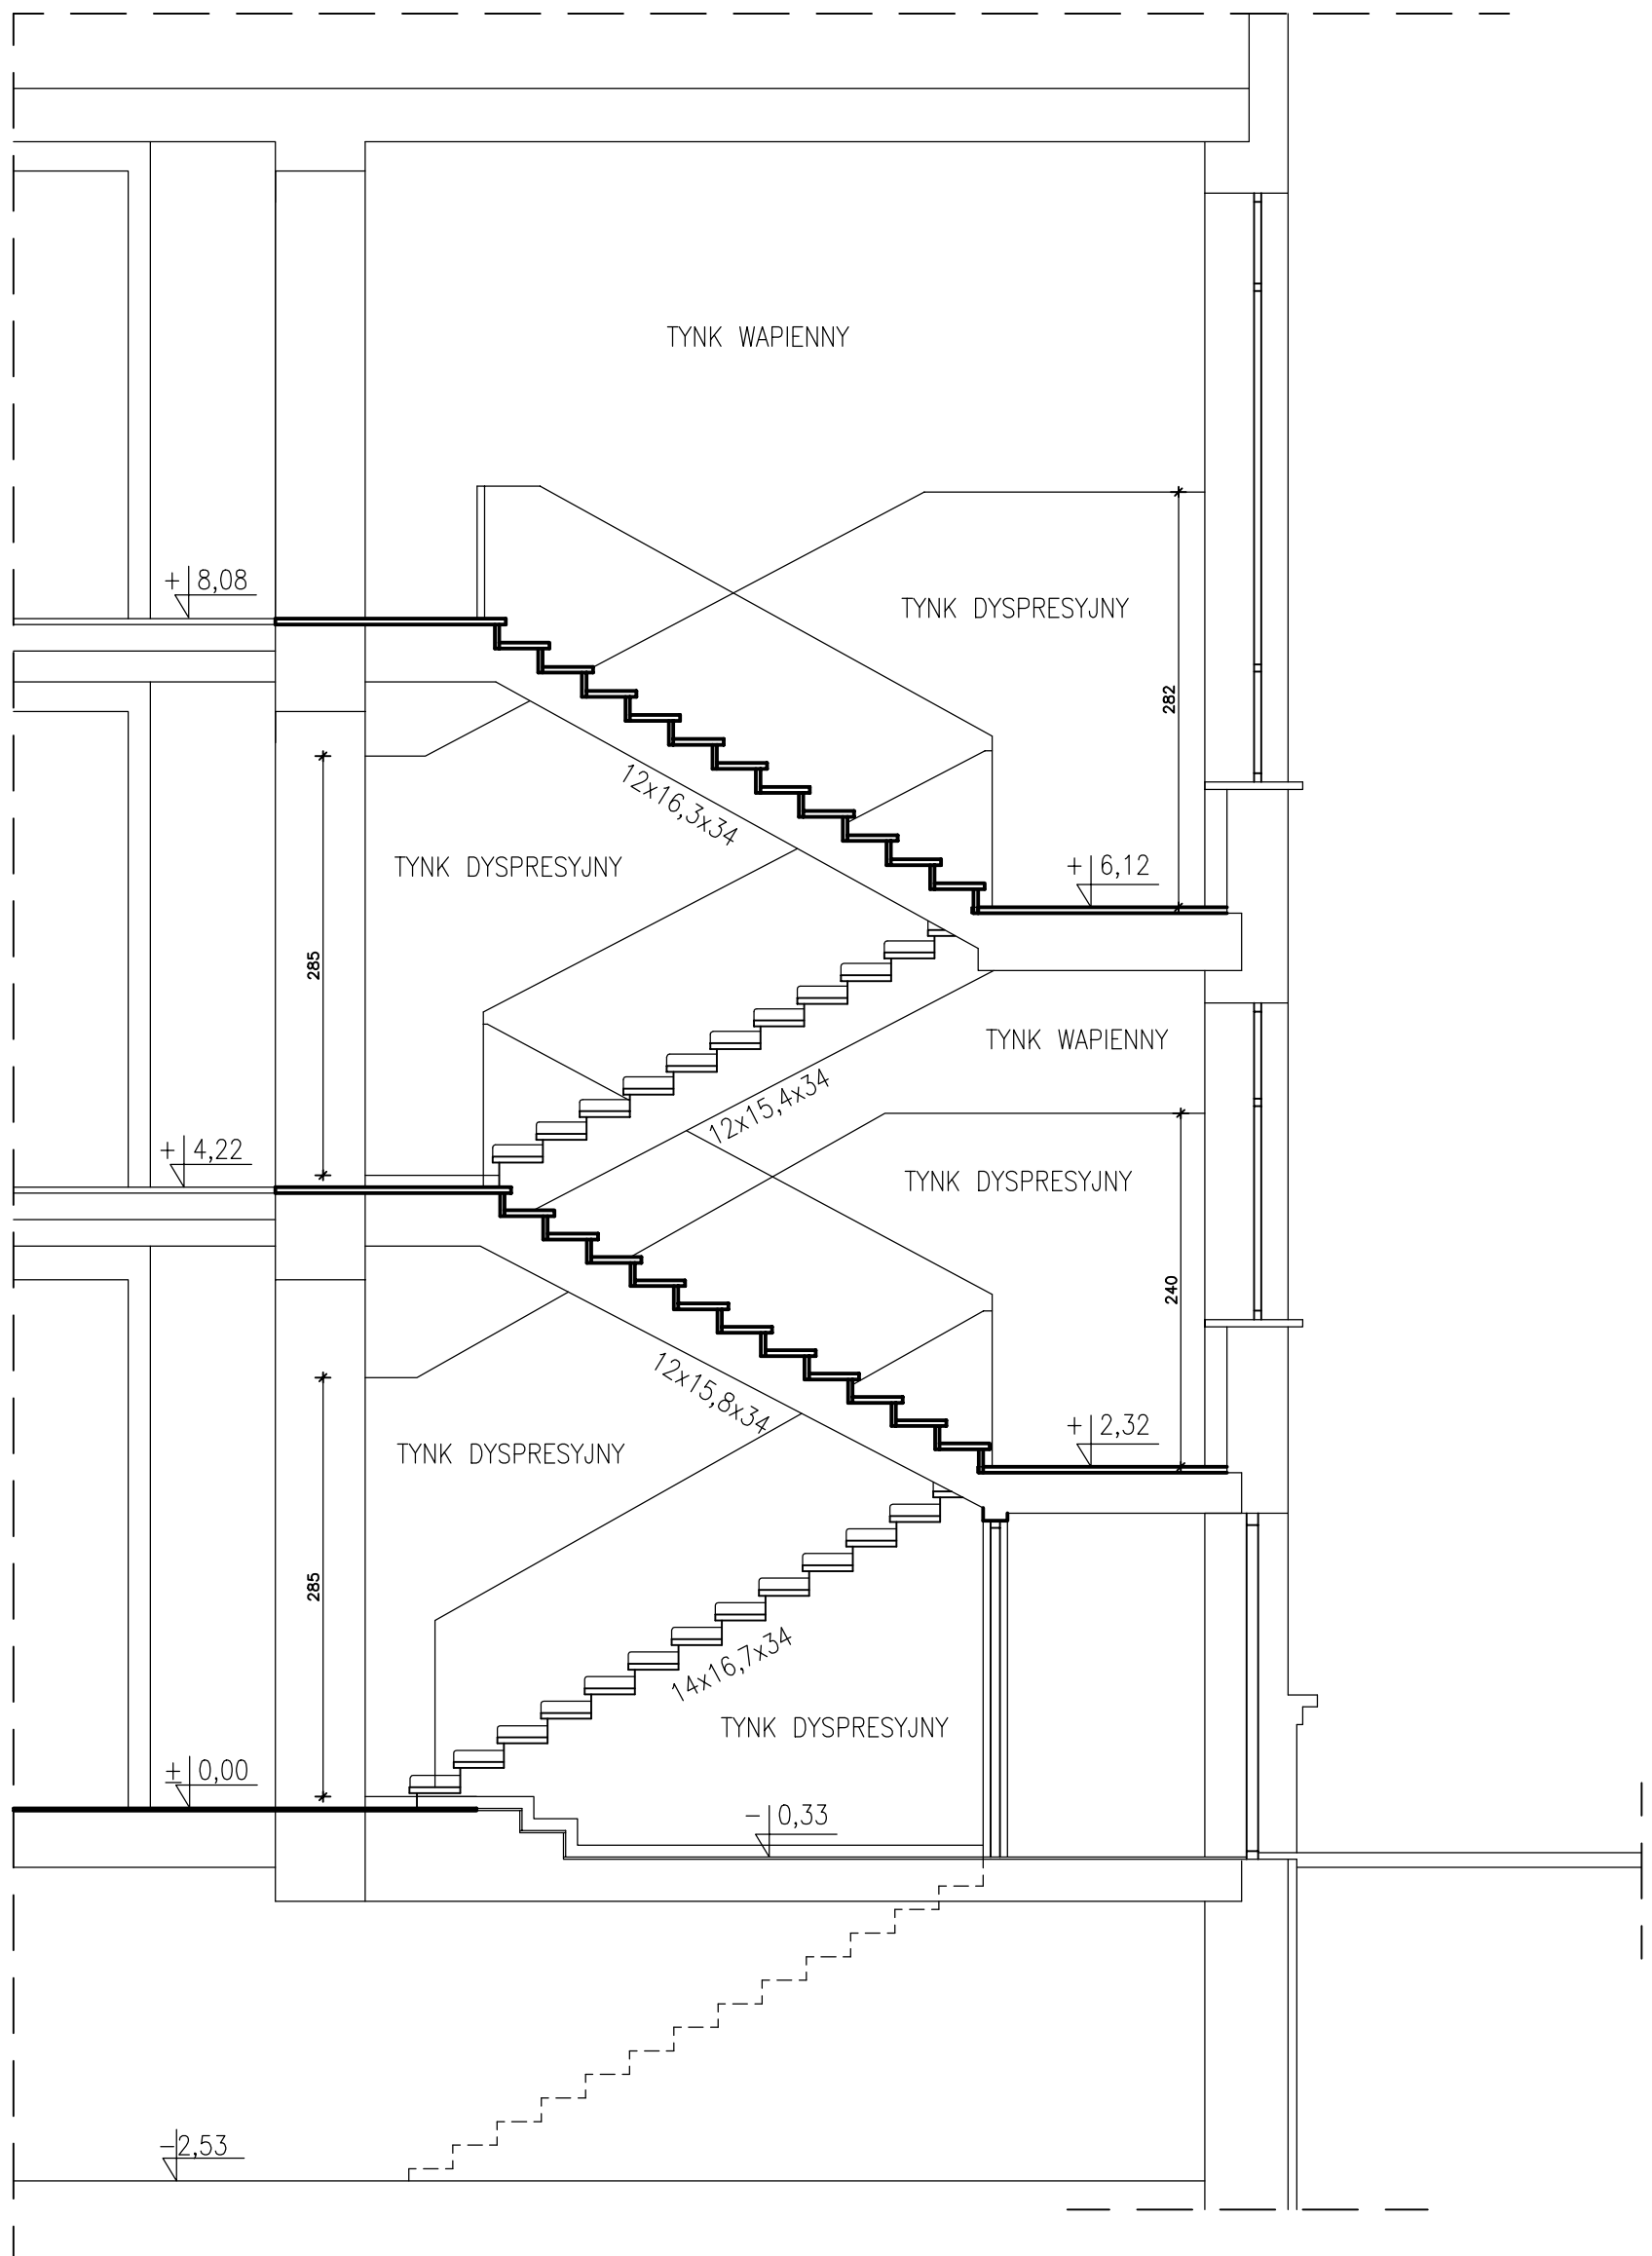 TYNK WAPIENNY
+ 8,08
TYNK DYSPRESYJNY
282
12x16,3x34
TYNK DYSPRESYJNY
+ 6,12
285
TYNK WAPIENNY
12x15,4x34
+ 4,22
TYNK DYSPRESYJNY
240
12x15,8x34
+ 2,32
TYNK DYSPRESYJNY
285
14x16,7x34
TYNK DYSPRESYJNY
± 0,00
- 0,33
-2,53